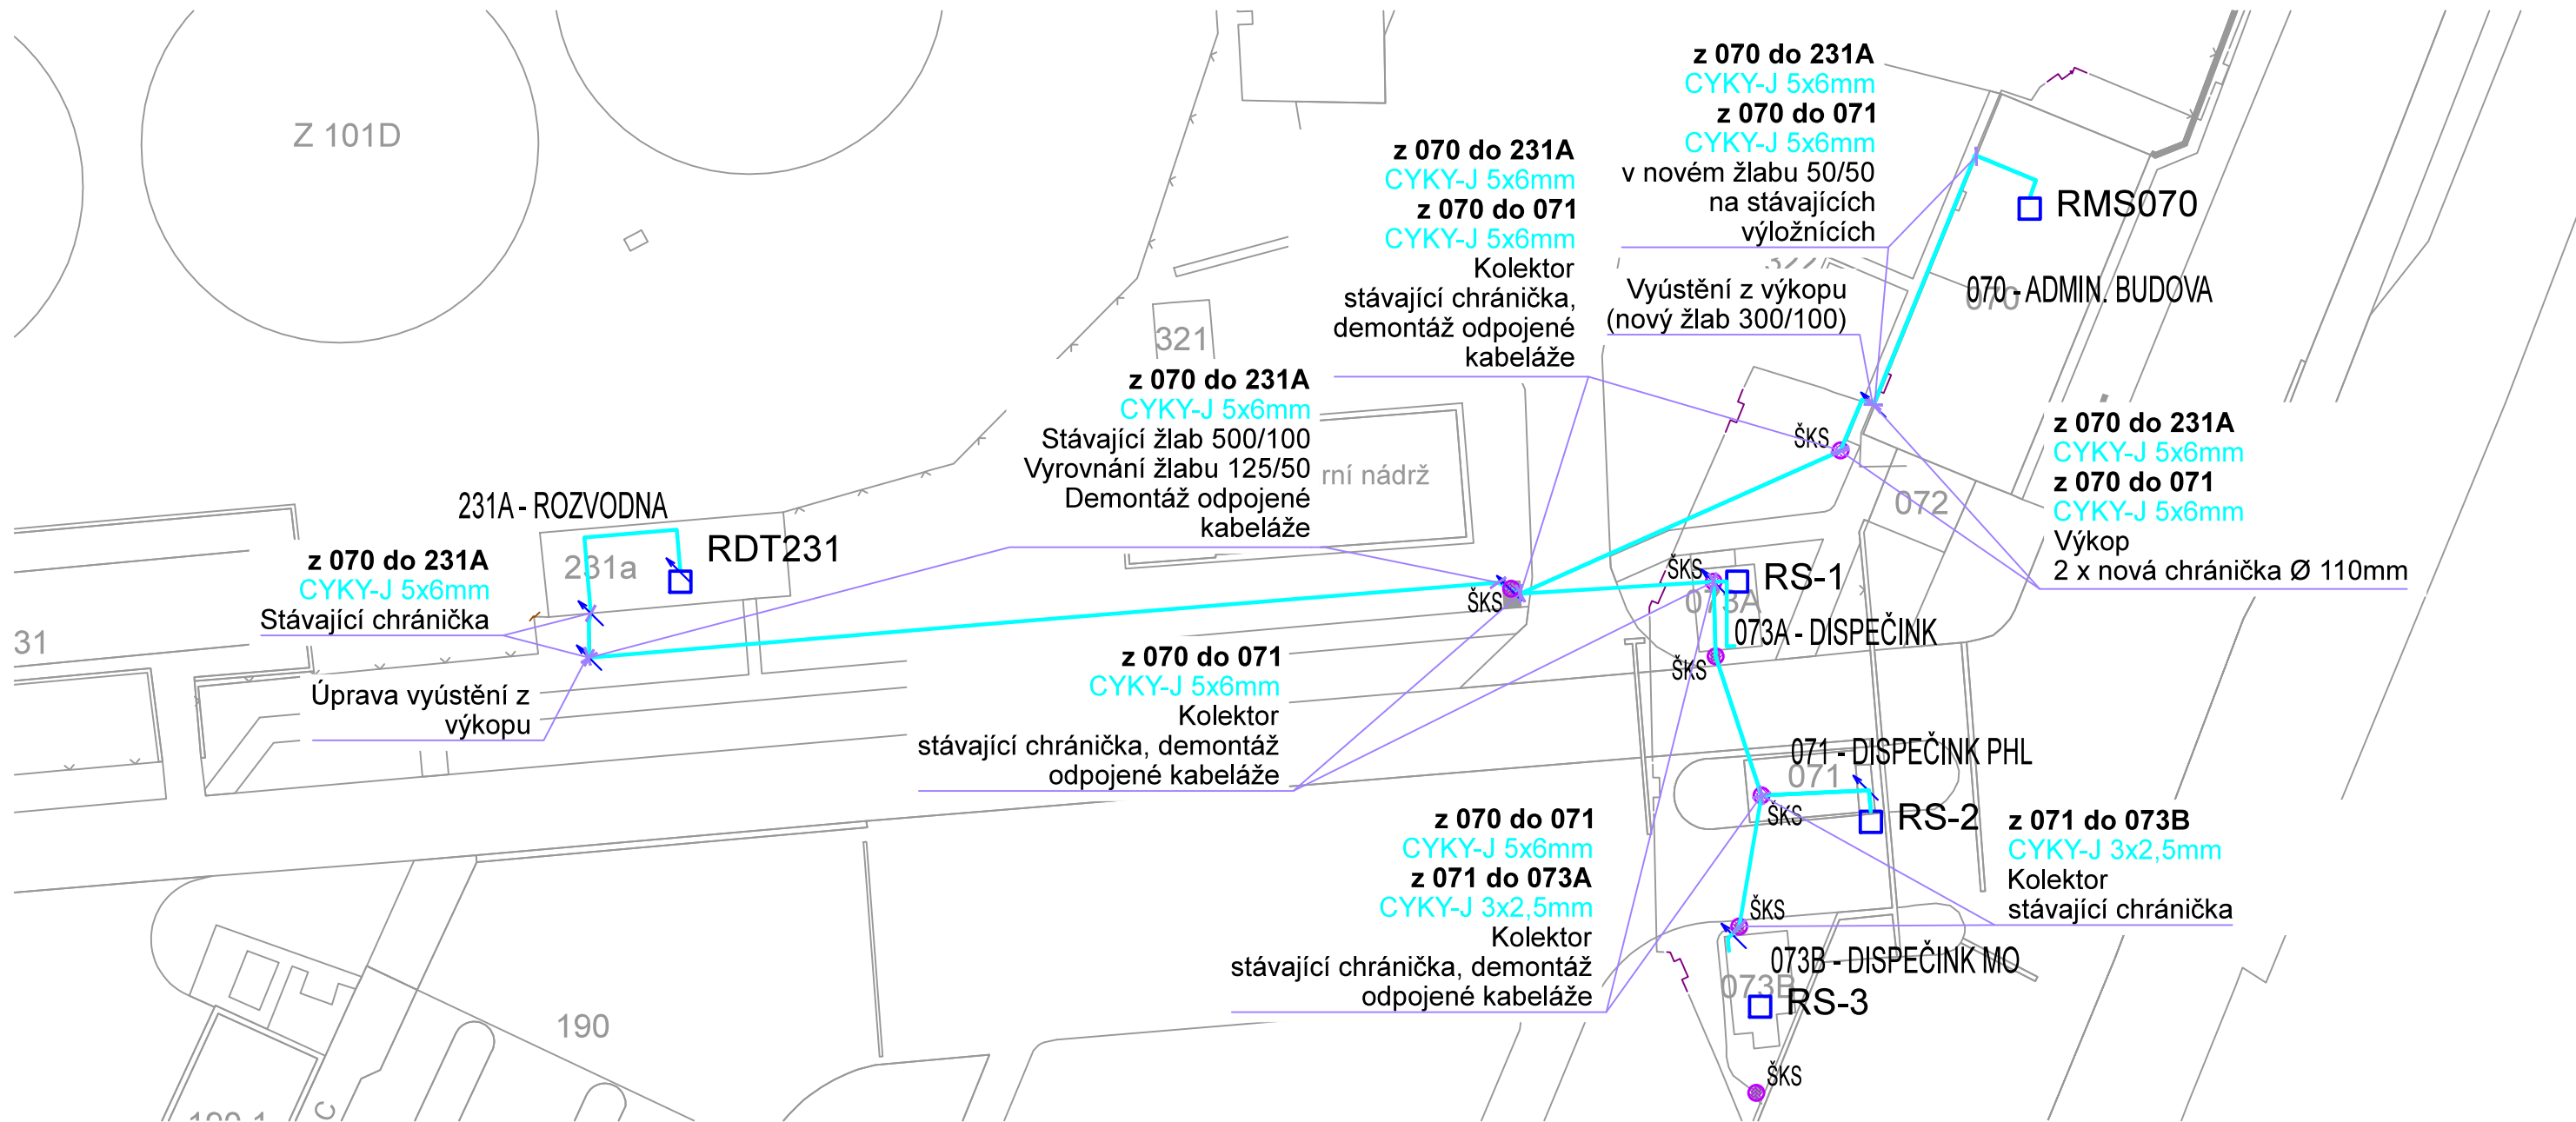 Z 101D
z 070 do 231A
CYKY-J 5x6mm
z 070 do 071
CYKY-J 5x6mm
v novém žlabu 50/50
na stávajících
výložnících
z 070 do 231A
CYKY-J 5x6mm
z 070 do 071
CYKY-J 5x6mm
Kolektor
stávající chránička,
demontáž odpojené
kabeláže
RMS070
070
070 - ADMIN. BUDOVA
Vyústění z výkopu
(nový žlab 300/100)
321
z 070 do 231A
CYKY-J 5x6mm
Stávající žlab 500/100
Vyrovnání žlabu 125/50
Demontáž odpojené
kabeláže
rní nádrž
ŠKS
072
z 070 do 231A
CYKY-J 5x6mm
z 070 do 071
CYKY-J 5x6mm
Výkop
2 x nová chránička Ø 110mm
231A - ROZVODNA
231a
RDT231
z 070 do 231A
CYKY-J 5x6mm
Stávající chránička
31
Úprava vyústění z
výkopu
ŠKS
ŠKS
RS-1
073A
073A - DISPEČINK
ŠKS
z 070 do 071
CYKY-J 5x6mm
Kolektor
stávající chránička, demontáž
odpojené kabeláže
071 - DISPEČINK PHL
071
ŠKS
RS-2
z 070 do 071
CYKY-J 5x6mm
z 071 do 073A
CYKY-J 3x2,5mm
Kolektor
stávající chránička, demontáž
odpojené kabeláže
z 071 do 073B
CYKY-J 3x2,5mm
Kolektor
stávající chránička
ŠKS
073B - DISPEČINK MO
073B
RS-3
ŠKS
190
C